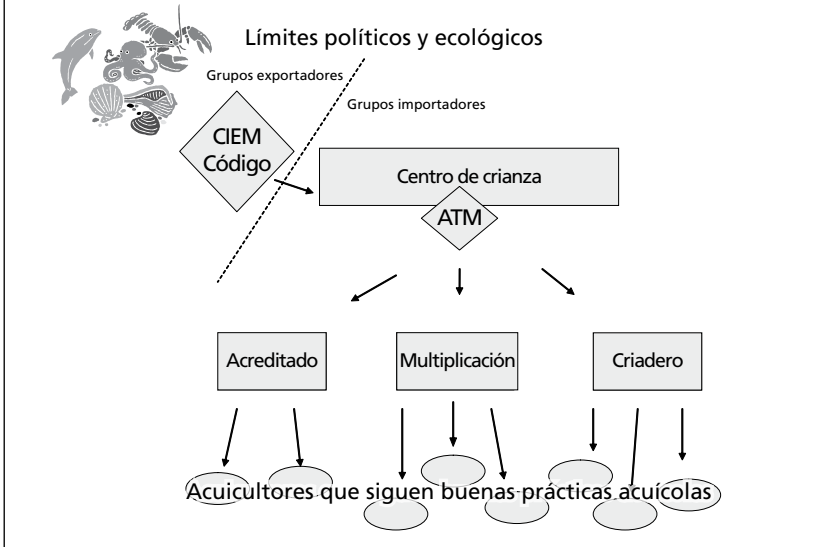 Límites políticos y ecológicos
Grupos exportadores
Grupos importadores
CIEM
Código
Centro de crianza
ATM
Acreditado
Multiplicación
Criadero
Acuicultores que siguen buenas prácticas acuícolas